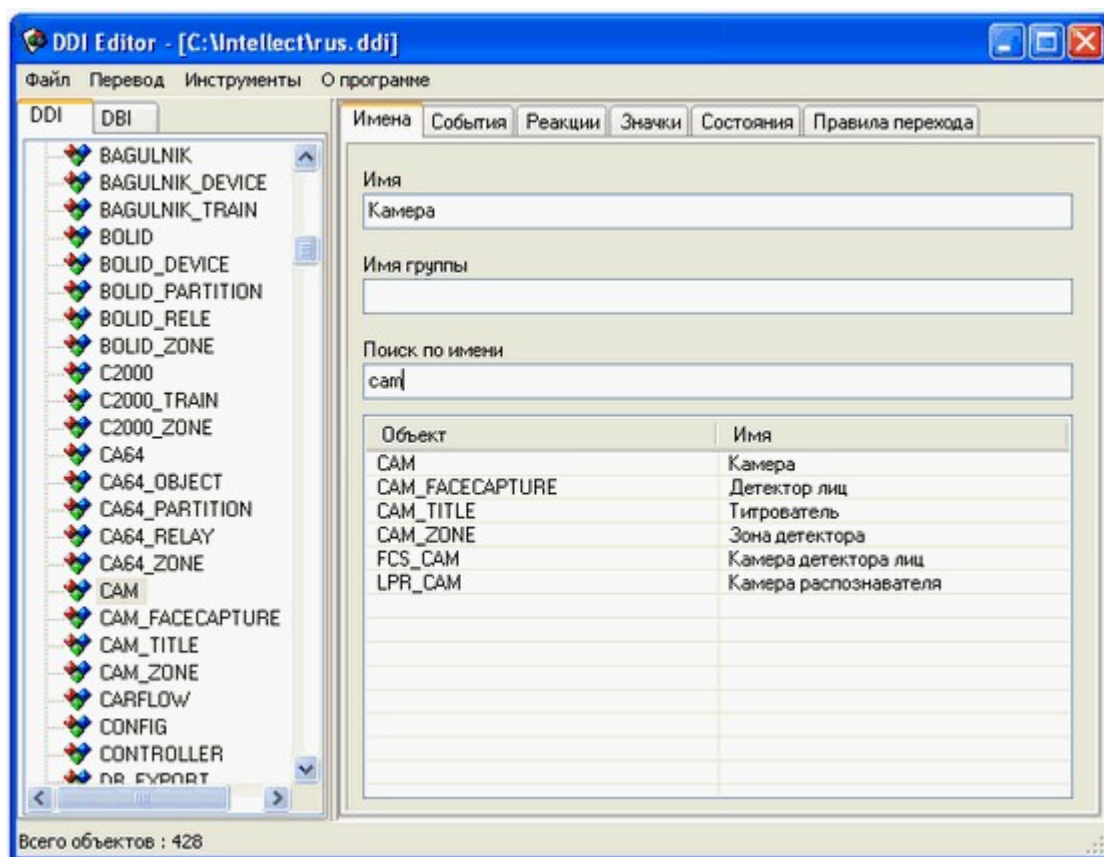 DDI Editor - [C:\Intellect\rus.ddi]
Файл Перевод Инструменты О программе
DDI DBI
BAGULNIK
BAGULNIK_DEVICE
BAGULNIK_TRAIN
BOLID
BOLID_DEVICE
BOLID_PARTITION
BOLID_RELE
BOLID_ZONE
C2000
C2000_TRAIN
C2000_ZONE
CA64
CA64_OBJECT
CA64_PARTITION
CA64_RELAY
CA64_ZONE
CAM
CAM_FACECAPTURE
CAM_TITLE
CAM_ZONE
CARFLOW
CONFIG
CONTROLLER
DB_EXPORT
Имена События Реакции Значки Состояния Правила перехода
Имя
Камера
Имя группы
Поиск по имени
cam
Объект Имя
CAM Камера
CAM_FACECAPTURE Детектор лиц
CAM_TITLE Титрователь
CAM_ZONE Зона детектора
FCS_CAM Камера детектора лиц
LPR_CAM Камера распознавателя
Всего объектов : 428